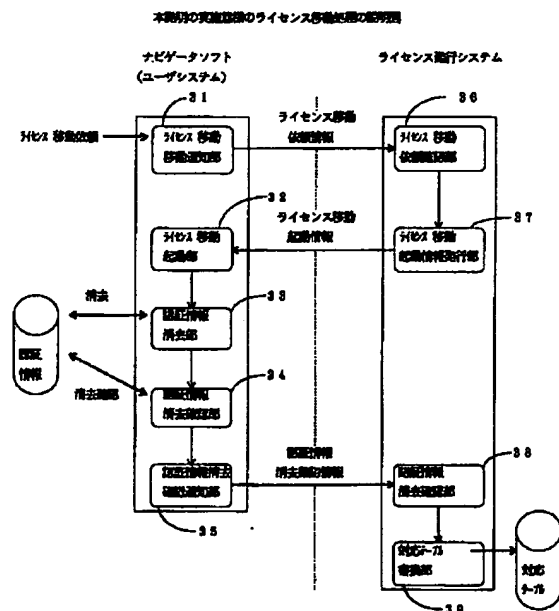 本発明の実施形態のライセンス移動処理の説明図
ナビゲータソフト
(ユーザシステム)
ライセンス発行システム
31
36
ライセンス移動
依頼情報
ライセンス移動依頼
ライセンス 移動
移動通知部
ライセンス 移動
依頼確認部
32
37
ライセンス移動
起動情報
ライセンス 移動
起動部
ライセンス 移動
起動情報発行部
33
消去
認証情報
消去部
認証
情報
34
消去確認
認証情報
消去確認部
認証情報
消去確認情報
38
認証情報消去
確認通知部
認証情報
消去確認部
35
対応テーブル
書換部
対応
テーブル
39